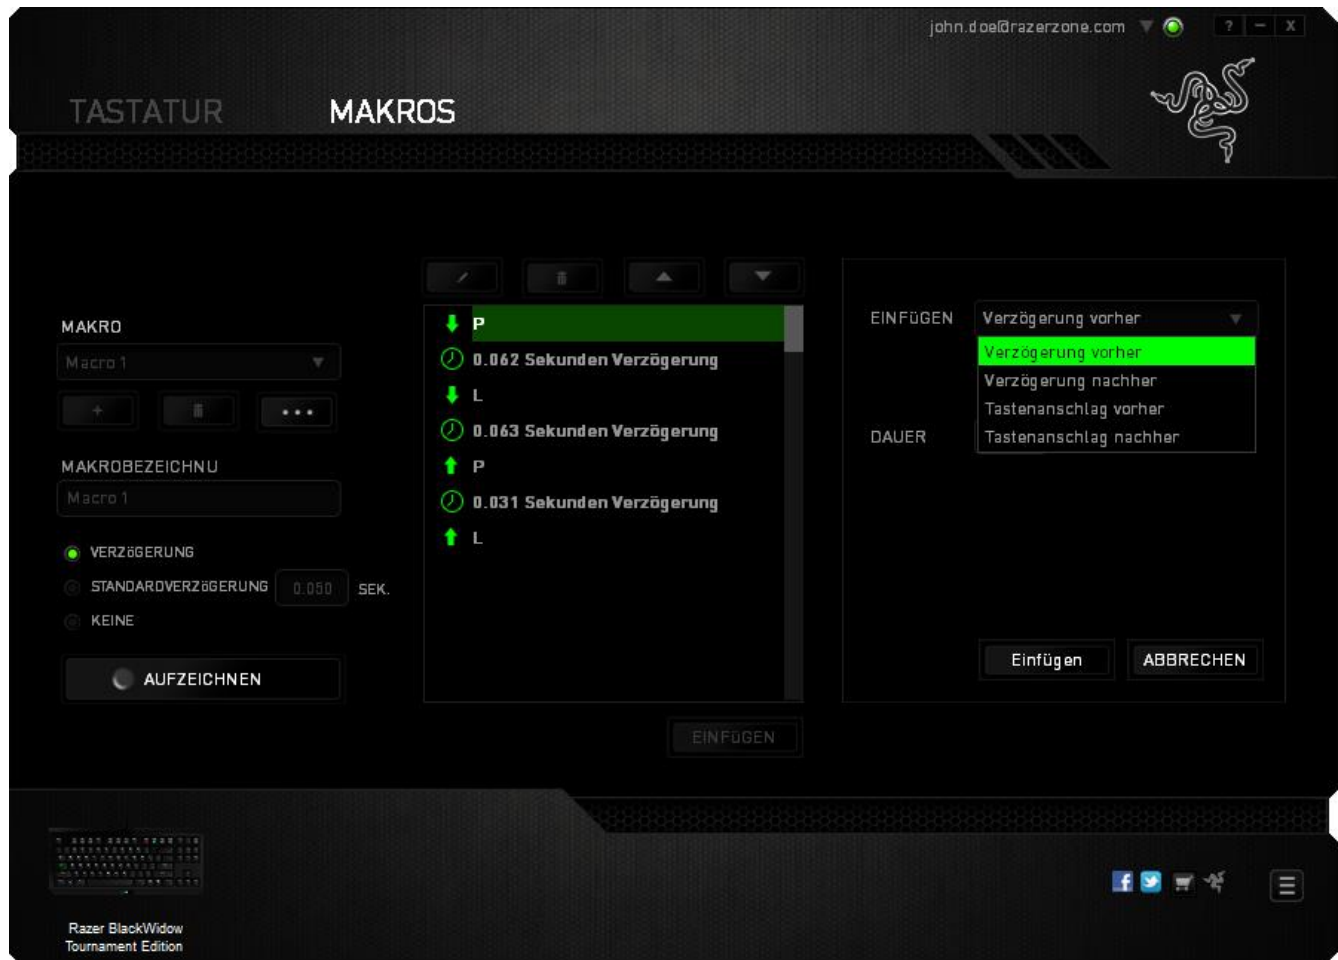 john.doe@razerzone.com
? – X
TASTATUR MAKROS
MAKRO
Macro 1
MAKROBEZEICHNU
Macro 1
VERZöGERUNG
STANDARDVERZöGERUNG 0.050 SEK.
KEINE
AUFZEICHNEN
P
0.062 Sekunden Verzögerung
L
0.063 Sekunden Verzögerung
P
0.031 Sekunden Verzögerung
L
EINFüGEN
EINFüGEN Verzögerung vorher
Verzögerung vorher
Verzögerung nachher
Tastenanschlag vorher
Tastenanschlag nachher
DAUER
Einfügen ABBRECHEN
Razer BlackWidow
Tournament Edition